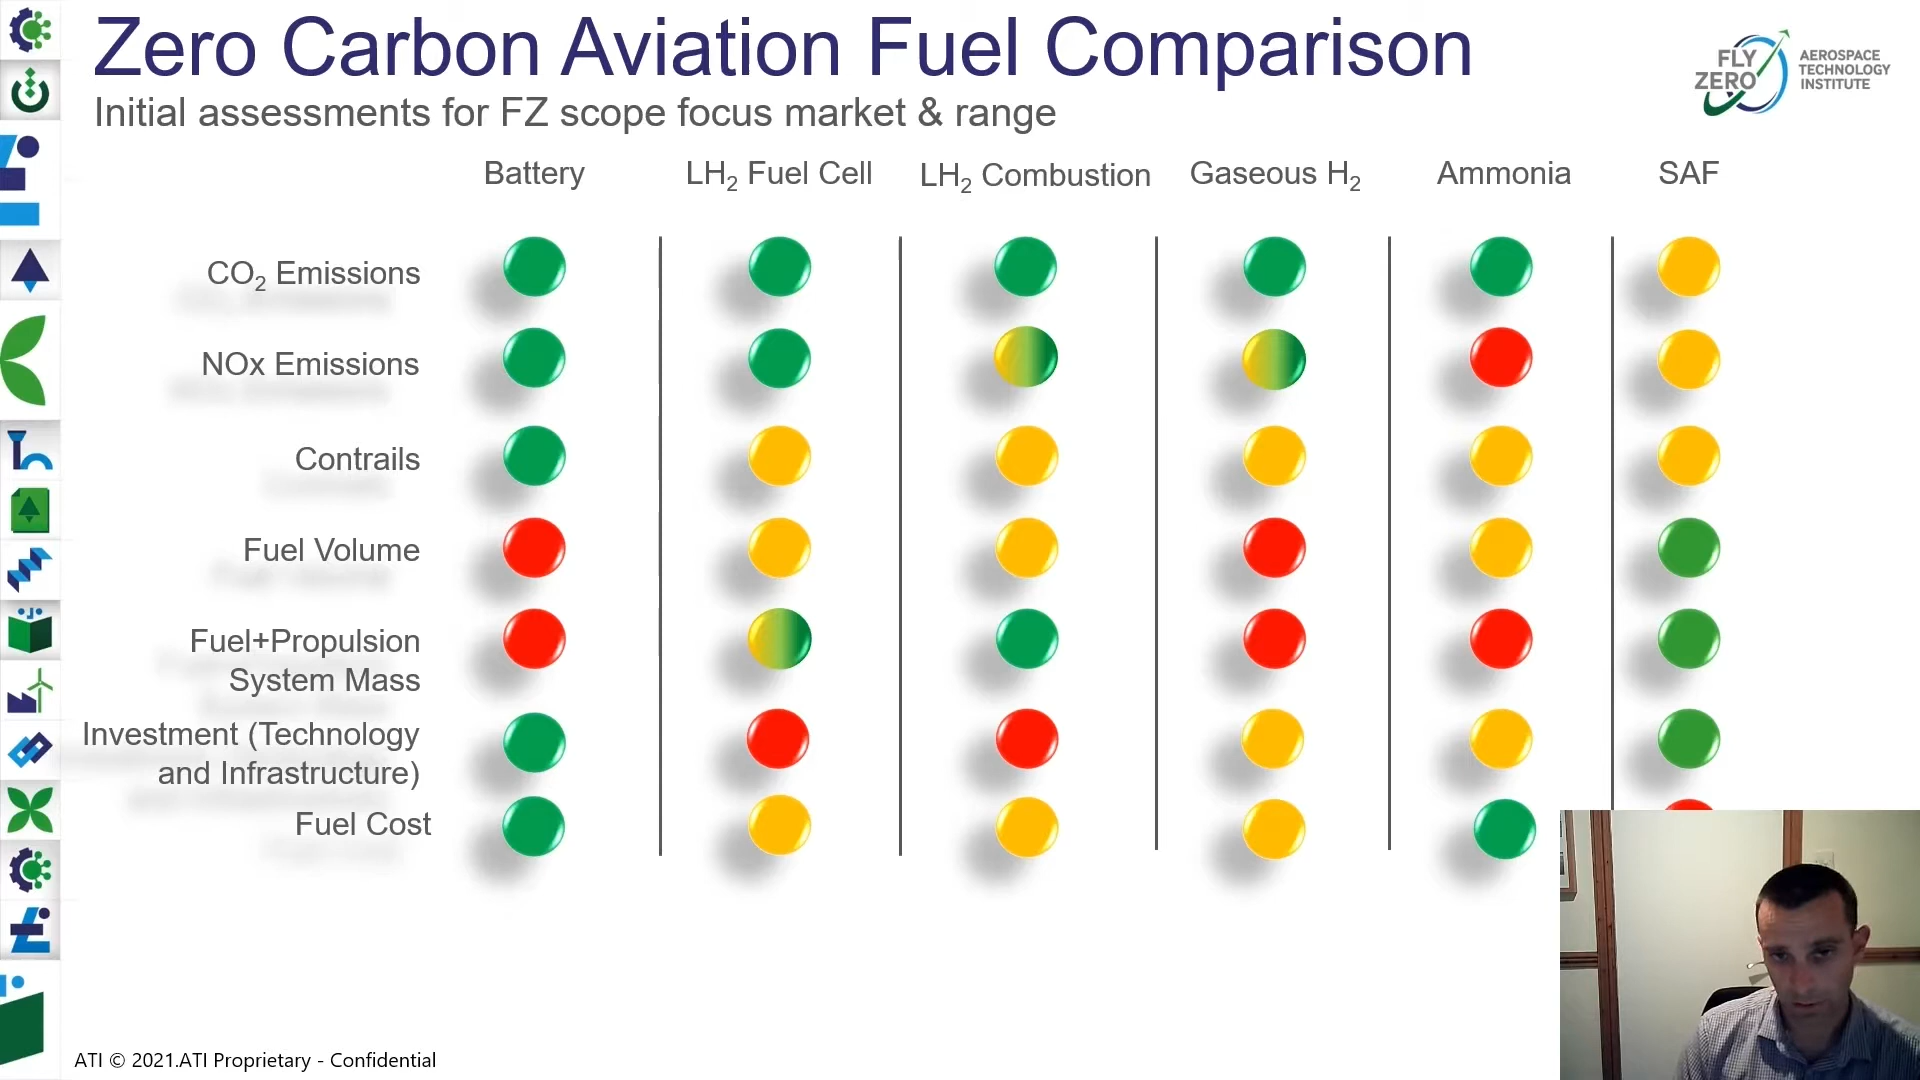 Zero Carbon Aviation Fuel Comparison
Initial assessments for FZ scope focus market & range
FLY
ZERO
AEROSPACE
TECHNOLOGY
INSTITUTE
Battery
LH₂ Fuel Cell
LH₂ Combustion
Gaseous H₂
Ammonia
SAF
CO₂ Emissions
NOx Emissions
Contrails
Fuel Volume
Fuel+Propulsion
System Mass
Investment (Technology
and Infrastructure)
Fuel Cost
ATI © 2021.ATI Proprietary - Confidential